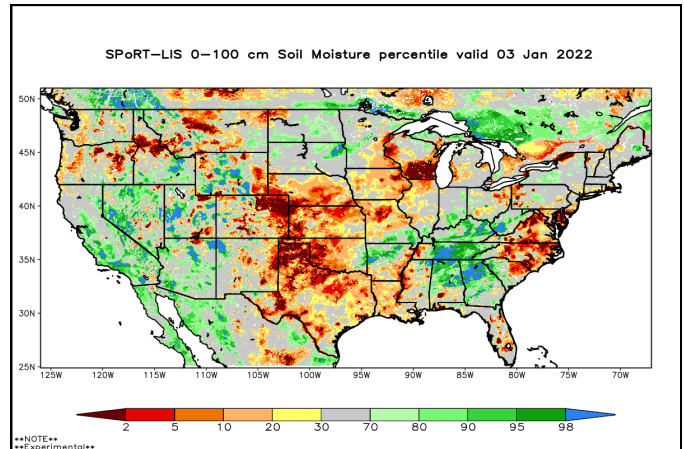 SPoRT-LIS 0-100 cm Soil Moisture percentile valid 03 Jan 2022
50N
45N
40N
35N
30N
25N
125W 120W 115W 110W 105W 100W 95W 90W 85W 80W 75W 70W
2 5 10 20 30 70 80 90 95 98
**NOTE**
**Experimental**